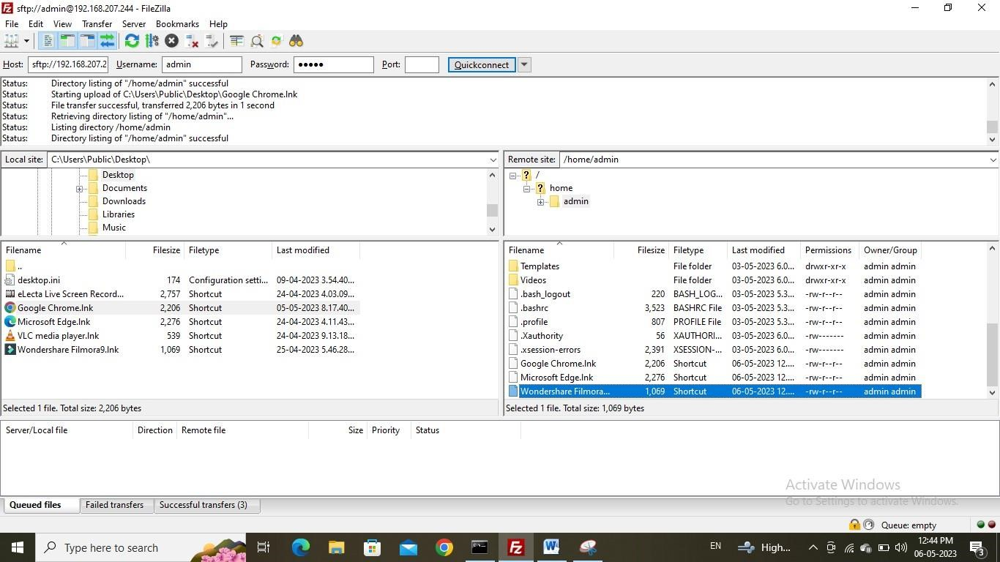 sftp://admin@192.168.207.244 - FileZilla
File Edit View Transfer Server Bookmarks Help
Host: sftp://192.168.207.2 Username: admin Password: ●●●●● Port: Quickconnect
Status: Directory listing of "/home/admin" successful
Status: Starting upload of C:\Users\Public\Desktop\Google Chrome.lnk
Status: File transfer successful, transferred 2,206 bytes in 1 second
Status: Retrieving directory listing of "/home/admin"...
Status: Listing directory /home/admin
Status: Directory listing of "/home/admin" successful
Local site: C:\Users\Public\Desktop\
Desktop
Documents
Downloads
Libraries
Music
Remote site: /home/admin
/
home
admin
Filename Filesize Filetype Last modified
..
desktop.ini 174 Configuration setti... 09-04-2023 3.54.40...
eLecta Live Screen Record... 2,757 Shortcut 24-04-2023 4.03.09...
Google Chrome.lnk 2,206 Shortcut 05-05-2023 8.17.40...
Microsoft Edge.lnk 2,276 Shortcut 24-04-2023 4.11.43...
VLC media player.lnk 539 Shortcut 24-04-2023 9.13.18...
Wondershare Filmora9.lnk 1,069 Shortcut 25-04-2023 5.46.28...
Selected 1 file. Total size: 2,206 bytes
Filename Filesize Filetype Last modified Permissions Owner/Group
Templates File folder 03-05-2023 6.0... drwxr-xr-x admin admin
Videos File folder 03-05-2023 6.0... drwxr-xr-x admin admin
.bash_logout 220 BASH_LOG... 03-05-2023 5.3... -rw-r--r-- admin admin
.bashrc 3,523 BASHRC File 03-05-2023 5.3... -rw-r--r-- admin admin
.profile 807 PROFILE File 03-05-2023 5.3... -rw-r--r-- admin admin
.Xauthority 56 XAUTHORI... 03-05-2023 6.0... -rw------- admin admin
.xsession-errors 2,391 XSESSION-... 03-05-2023 6.0... -rw------- admin admin
Google Chrome.lnk 2,206 Shortcut 06-05-2023 12.... -rw-r--r-- admin admin
Microsoft Edge.lnk 2,276 Shortcut 06-05-2023 12.... -rw-r--r-- admin admin
Wondershare Filmora... 1,069 Shortcut 06-05-2023 12.... -rw-r--r-- admin admin
Selected 1 file. Total size: 1,069 bytes
Server/Local file Direction Remote file Size Priority Status
Activate Windows
Go to Settings to activate Windows.
Queued files Failed transfers Successful transfers (3)
Queue: empty
Type here to search
EN
High...
12:44 PM
06-05-2023
3